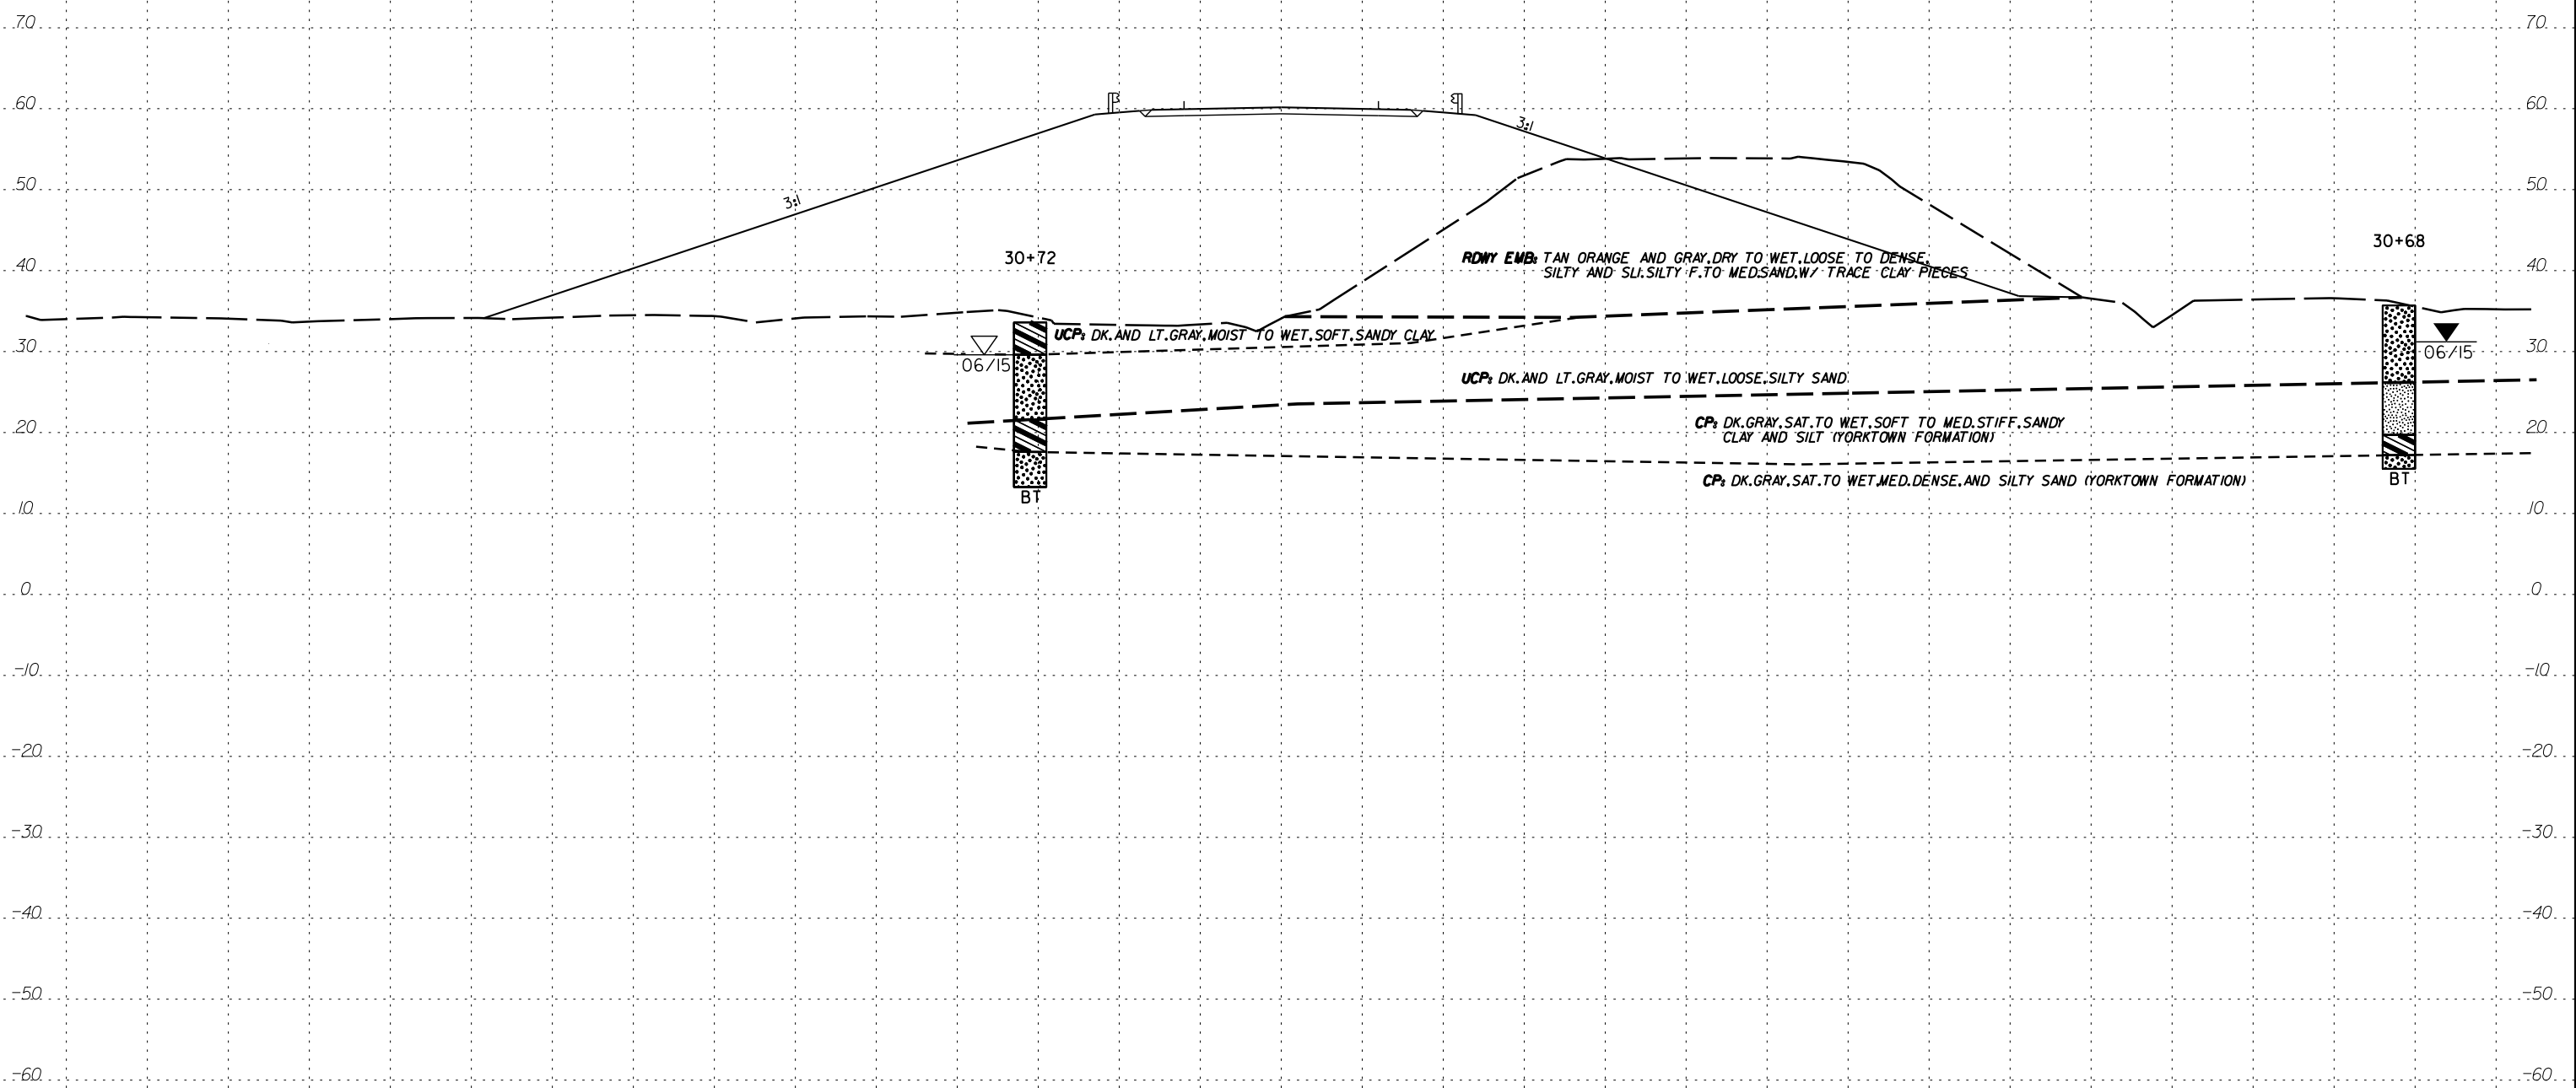 70 70
60 60
3:1
50 50
3:1
30+68
30+72
RDWY EMB: TAN ORANGE AND GRAY,DRY TO WET,LOOSE TO DENSE,
40 40
SILTY AND SLI.SILTY F.TO MED.SAND,W/ TRACE CLAY PIECES
UCP: DK.AND LT.GRAY,MOIST TO WET,SOFT,SANDY CLAY
30 30
06/15 06/15
UCP: DK.AND LT.GRAY,MOIST TO WET,LOOSE,SILTY SAND
CP: DK.GRAY,SAT.TO WET,SOFT TO MED.STIFF,SANDY
20 20
CLAY AND SILT (YORKTOWN FORMATION)
BT
CP: DK.GRAY,SAT.TO WET,MED.DENSE,AND SILTY SAND (YORKTOWN FORMATION)
BT
10 10
0 0
-10 -10
-20 -20
-30 -30
-40 -40
-50 -50
-60 -60